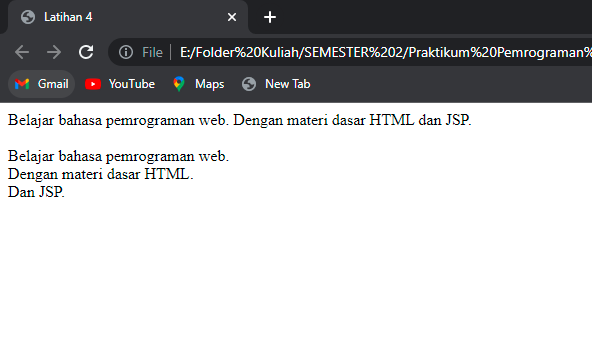 Latihan 4
File
E:/Folder%20Kuliah/SEMESTER%202/Praktikum%20Pemrograman%
Gmail YouTube Maps New Tab
Belajar bahasa pemrograman web. Dengan materi dasar HTML dan JSP.
Belajar bahasa pemrograman web.
Dengan materi dasar HTML.
Dan JSP.